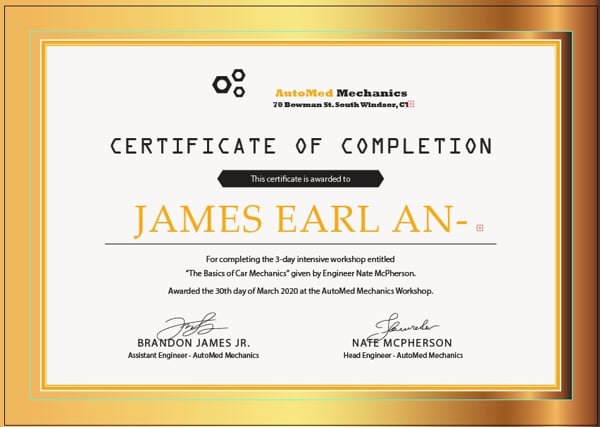 AutoMed Mechanics
70 Bowman St. South Windsor, CT
CERTIFICATE OF COMPLETION
This certificate is awarded to
JAMES EARL AN-
For completing the 3-day intensive workshop entitled
"The Basics of Car Mechanics" given by Engineer Nate McPherson.
Awarded the 30th day of March 2020 at the AutoMed Mechanics Workshop.
BRANDON JAMES JR.
Assistant Engineer - AutoMed Mechanics
NATE MCPHERSON
Head Engineer - AutoMed Mechanics